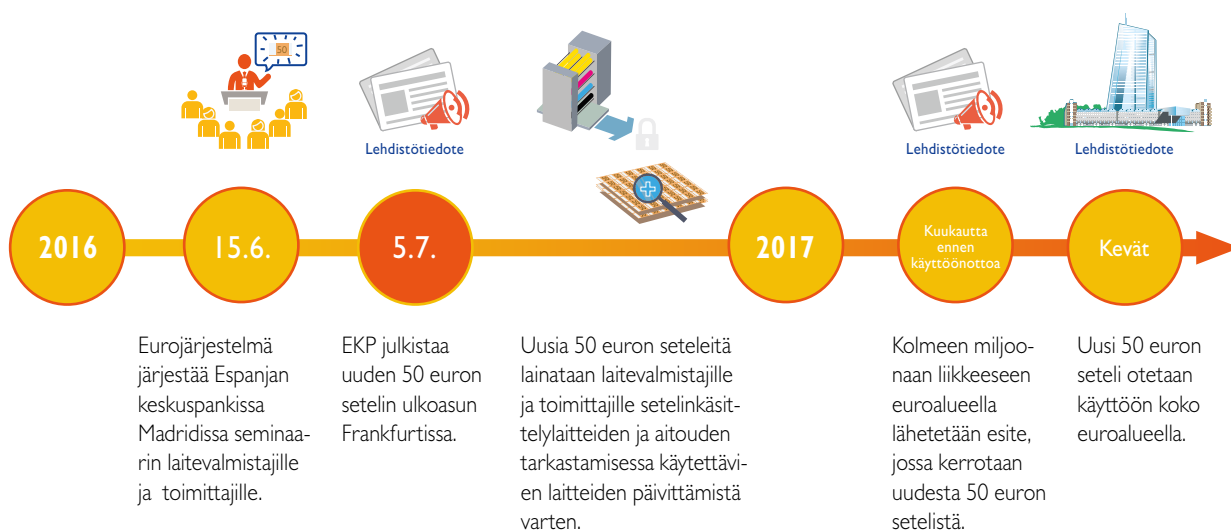 50
Lehdistötiedote
Lehdistötiedote
Lehdistötiedote
2016
15.6.
5.7.
2017
Kuukautta
ennen
käyttöönottoa
Kevät
Eurojärjestelmä
järjestää Espanjan
keskuspankissa
Madridissa seminaa-
rin laitevalmistajille
ja toimittajille.
EKP julkistaa
uuden 50 euron
setelin ulkoasun
Frankfurtissa.
Uusia 50 euron seteleitä
lainataan laitevalmistajille
ja toimittajille setelinkäsit-
telylaitteiden ja aitouden
tarkastamisessa käytettävi-
en laitteiden päivittämistä
varten.
Kolmeen miljoo-
naan liikkeeseen
euroalueella
lähetetään esite,
jossa kerrotaan
uudesta 50 euron
setelistä.
Uusi 50 euron
seteli otetaan
käyttöön koko
euroalueella.